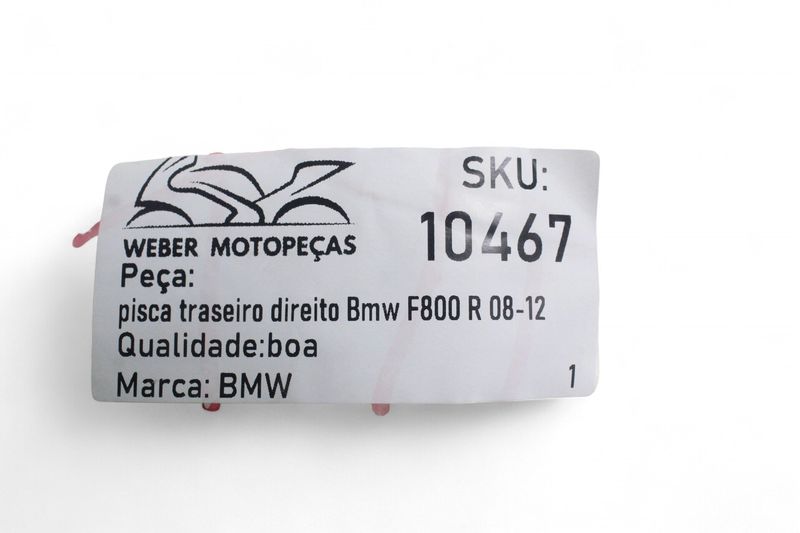 WEBER MOTOPEÇAS
SKU:
10467
Peça:
pisca traseiro direito Bmw F800 R 08-12
Qualidade:boa
Marca: BMW
1